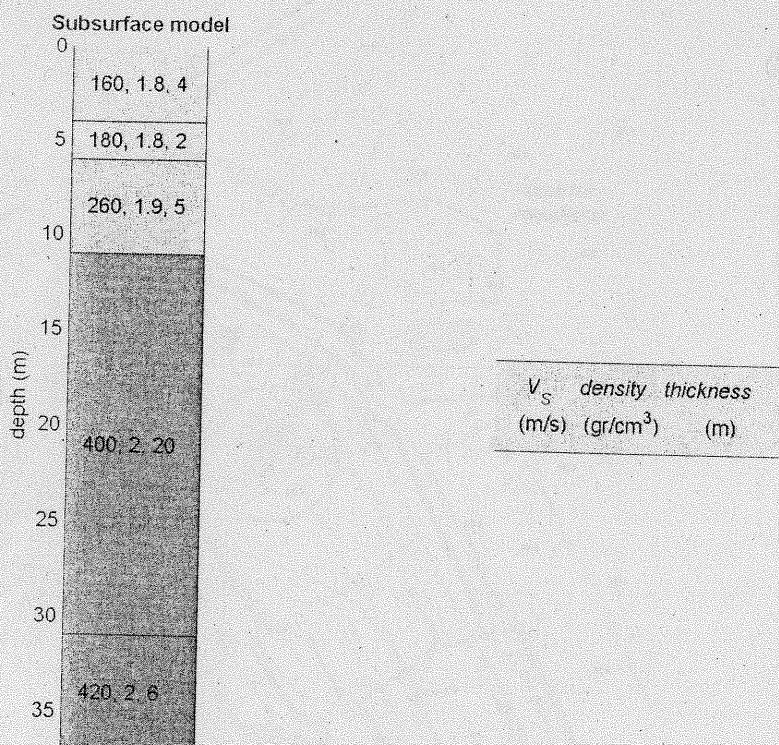 Subsurface model
0
160, 1.8, 4
5
180, 1.8, 2
260, 1.9, 5
10
15
depth (m)
20
400, 2, 20
25
30
420, 2, 6
35
V_S density thickness
(m/s) (gr/cm³) (m)